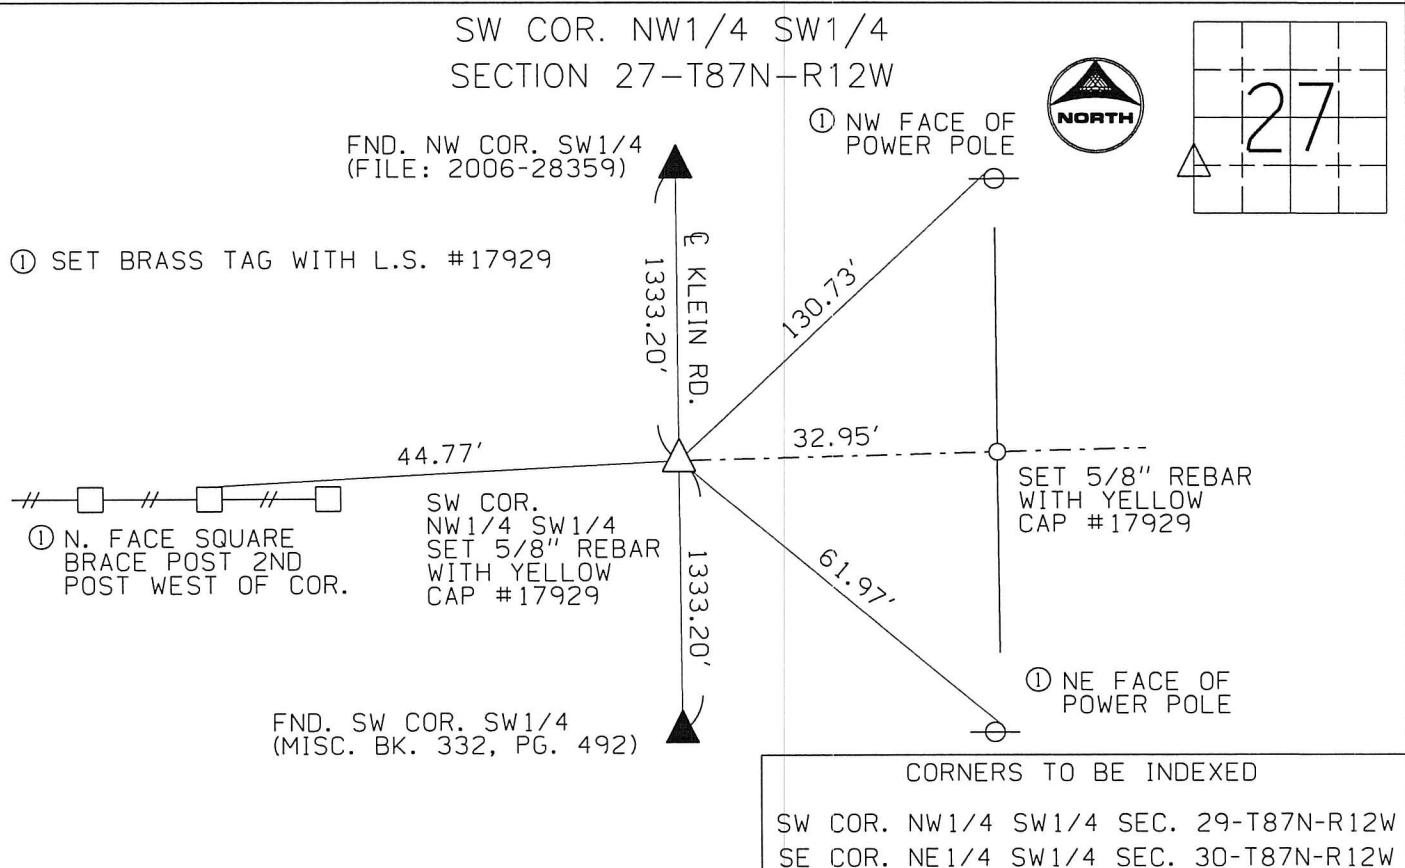 SW COR. NW1/4 SW1/4
SECTION 27-T87N-R12W
NORTH
27
① NW FACE OF
POWER POLE
FND. NW COR. SW1/4
(FILE: 2006-28359)
① SET BRASS TAG WITH L.S. #17929
℄ KLEIN RD.
1333.20'
130.73'
44.77'
32.95'
SET 5/8" REBAR
WITH YELLOW
CAP #17929
① N. FACE SQUARE
BRACE POST 2ND
POST WEST OF COR.
SW COR.
NW1/4 SW1/4
SET 5/8" REBAR
WITH YELLOW
CAP #17929
1333.20'
61.97'
① NE FACE OF
POWER POLE
FND. SW COR. SW1/4
(MISC. BK. 332, PG. 492)
CORNERS TO BE INDEXED
SW COR. NW1/4 SW1/4 SEC. 29-T87N-R12W
SE COR. NE1/4 SW1/4 SEC. 30-T87N-R12W